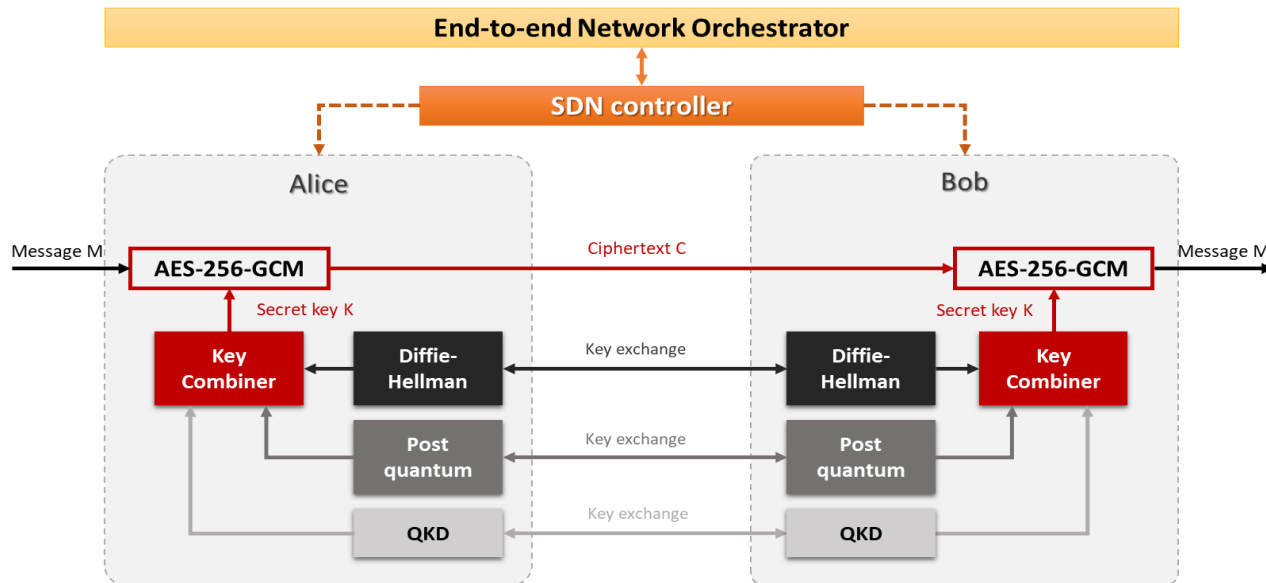 End-to-end Network Orchestrator
SDN controller
Alice
Bob
Message M
AES-256-GCM
Ciphertext C
AES-256-GCM
Message M
Secret key K
Secret key K
Key
Combiner
Diffie-
Hellman
Key exchange
Diffie-
Hellman
Key
Combiner
Post
quantum
Key exchange
Post
quantum
QKD
Key exchange
QKD